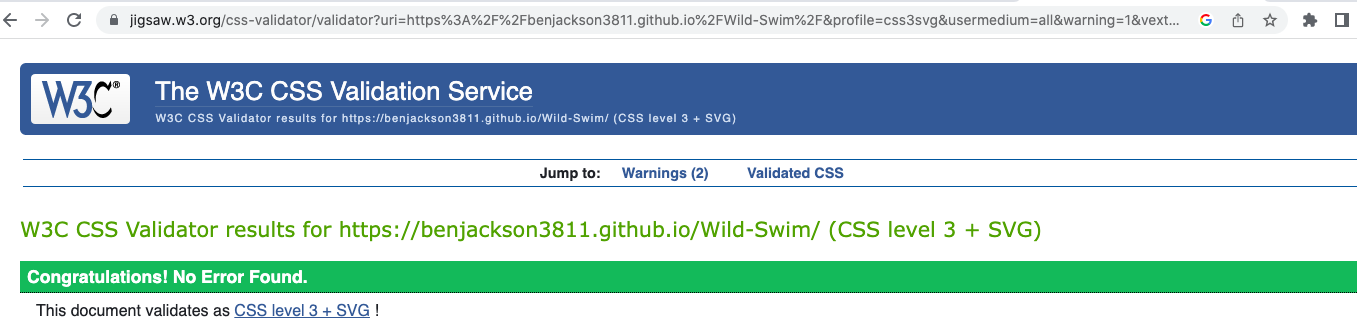 jigsaw.w3.org/css-validator/validator?uri=https%3A%2F%2Fbenjackson3811.github.io%2FWild-Swim%2F&profile=css3svg&usermedium=all&warning=1&vext...
W3C® The W3C CSS Validation Service
W3C CSS Validator results for https://benjackson3811.github.io/Wild-Swim/ (CSS level 3 + SVG)
Jump to: Warnings (2) Validated CSS
W3C CSS Validator results for https://benjackson3811.github.io/Wild-Swim/ (CSS level 3 + SVG)
Congratulations! No Error Found.
This document validates as CSS level 3 + SVG !